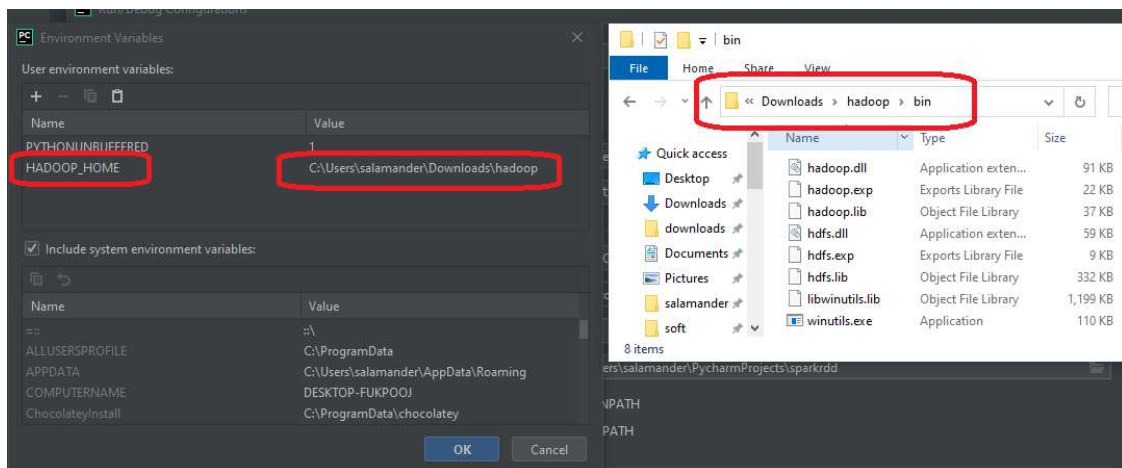 Run/Debug Configurations
PC Environment Variables
User environment variables:
Name Value
PYTHONUNBUFFERED 1
HADOOP_HOME C:\Users\salamander\Downloads\hadoop
Include system environment variables:
Name Value
=:: ::\
ALLUSERSPROFILE C:\ProgramData
APPDATA C:\Users\salamander\AppData\Roaming
COMPUTERNAME DESKTOP-FUKPOOJ
ChocolateyInstall C:\ProgramData\chocolatey
OK Cancel
bin
File Home Share View
« Downloads › hadoop › bin
Name Type Size
Quick access
Desktop
Downloads
downloads
Documents
Pictures
salamander
soft
hadoop.dll Application exten... 91 KB
hadoop.exp Exports Library File 22 KB
hadoop.lib Object File Library 37 KB
hdfs.dll Application exten... 59 KB
hdfs.exp Exports Library File 9 KB
hdfs.lib Object File Library 332 KB
libwinutils.lib Object File Library 1,199 KB
winutils.exe Application 110 KB
8 items
ers\salamander\PycharmProjects\sparkrdd
NPATH
PATH